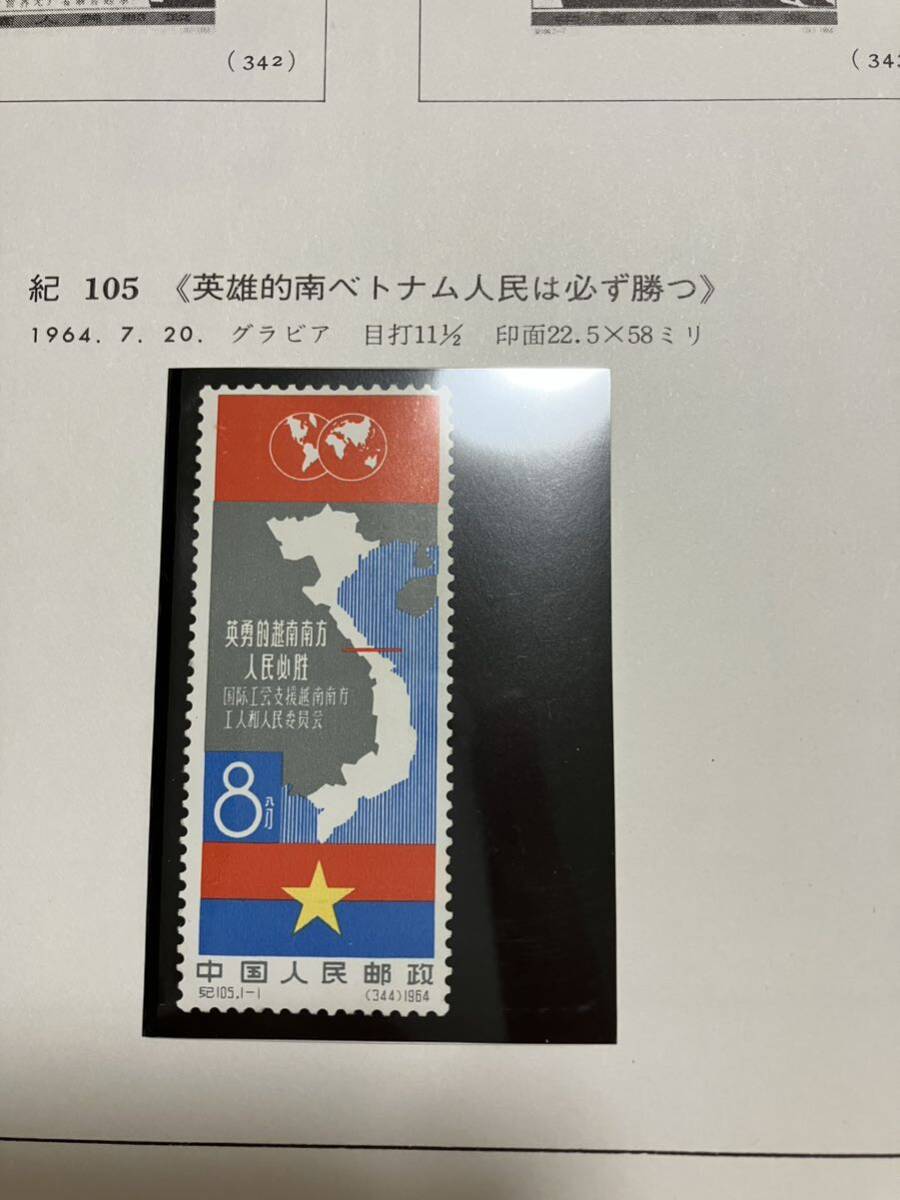 (342)
(343
紀 105 《英雄的南ベトナム人民は必ず勝つ》
1964. 7. 20. グラビア 目打11½ 印面22.5×58ミリ
英勇的越南南方
人民必胜
国际工会支援越南南方
工人和人民委员会
8分
中国人民邮政
纪105.1-1 (344)1964